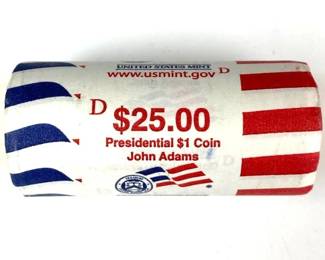 UNITED STATES MINT
www.usmint.gov D
D $25.00
Presidential $1 Coin
John Adams